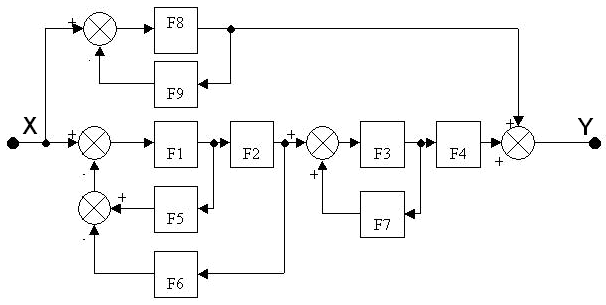 + F8
- F9
X Y
+ + + + F1 F2 F3 F4
+ +
- + F5 F7
- F6